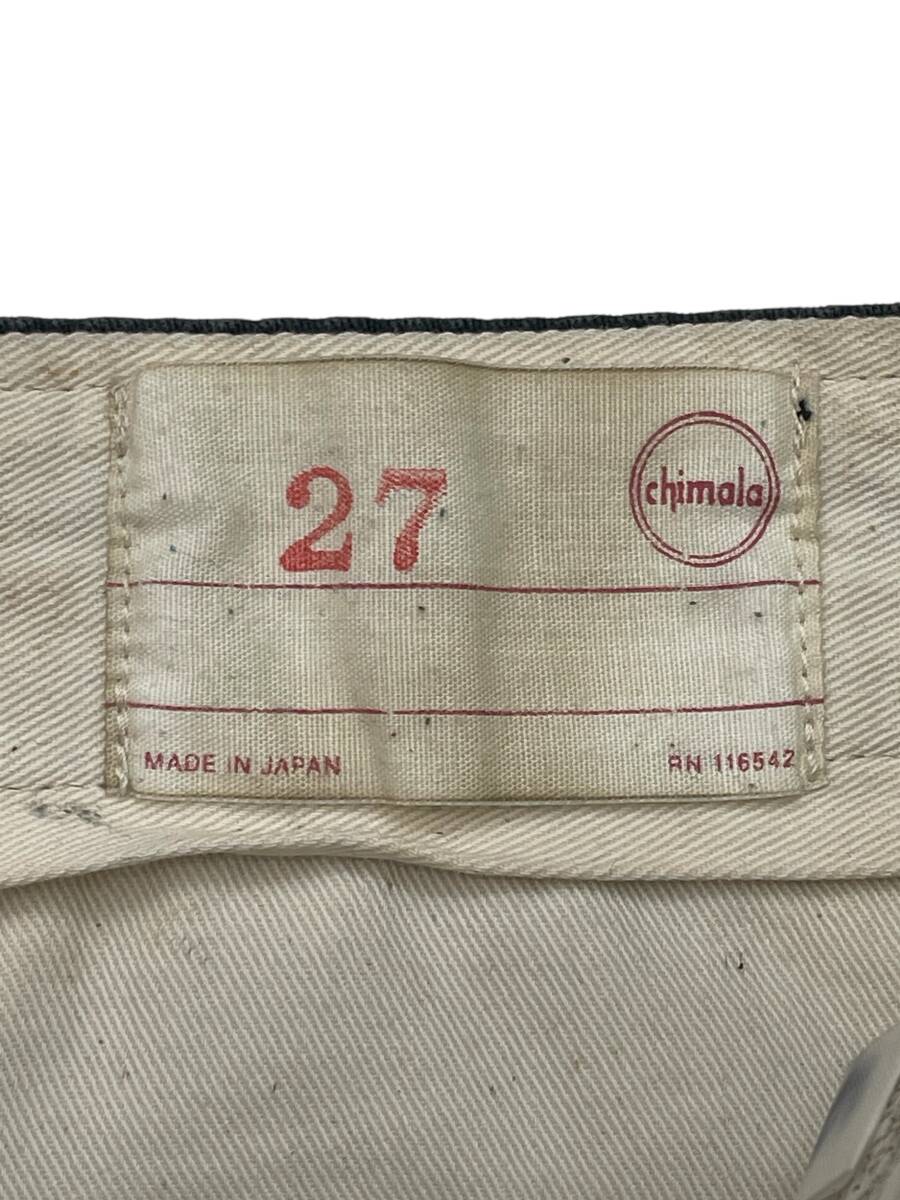 27
chimala
MADE IN JAPAN
RN 116542